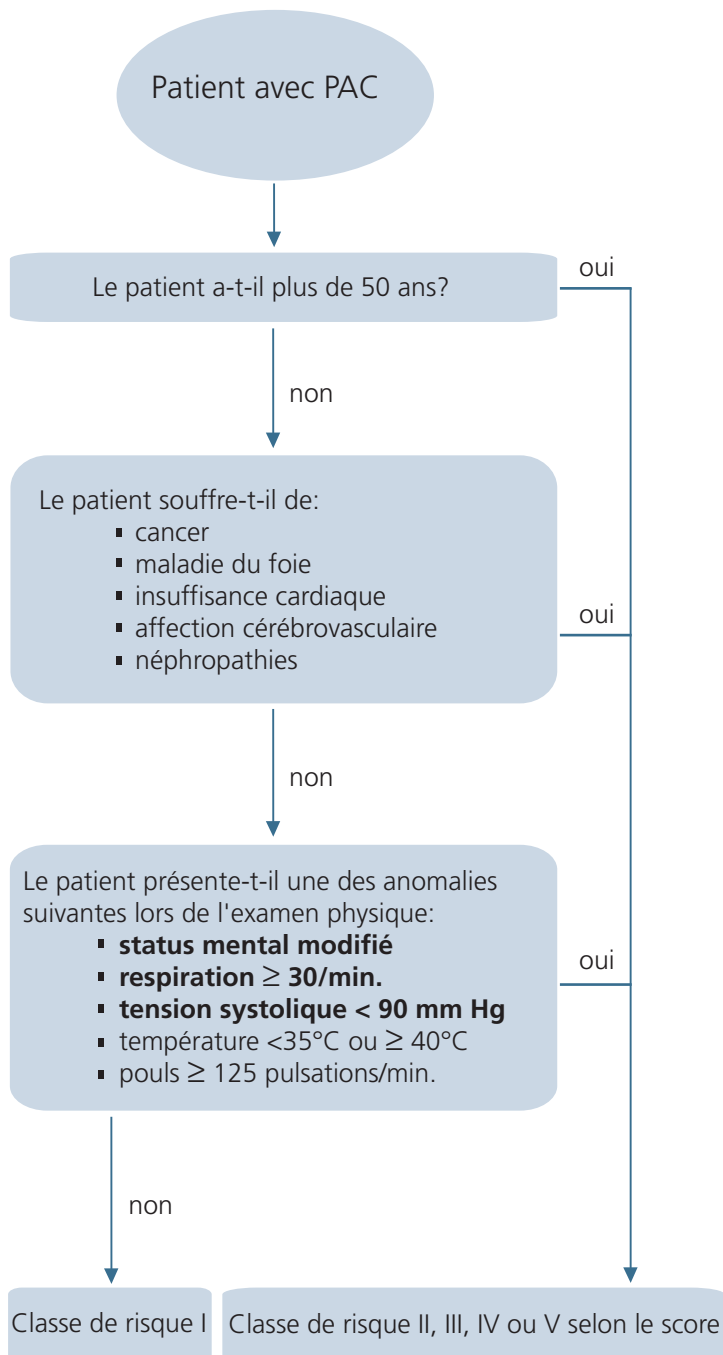 Patient avec PAC
Le patient a-t-il plus de 50 ans?
oui
non
Le patient souffre-t-il de:
▪ cancer
▪ maladie du foie
▪ insuffisance cardiaque
▪ affection cérébrovasculaire
▪ néphropathies
oui
non
Le patient présente-t-il une des anomalies
suivantes lors de l'examen physique:
▪ status mental modifié
▪ respiration ≥ 30/min.
▪ tension systolique < 90 mm Hg
▪ température <35°C ou ≥ 40°C
▪ pouls ≥ 125 pulsations/min.
oui
non
Classe de risque I
Classe de risque II, III, IV ou V selon le score